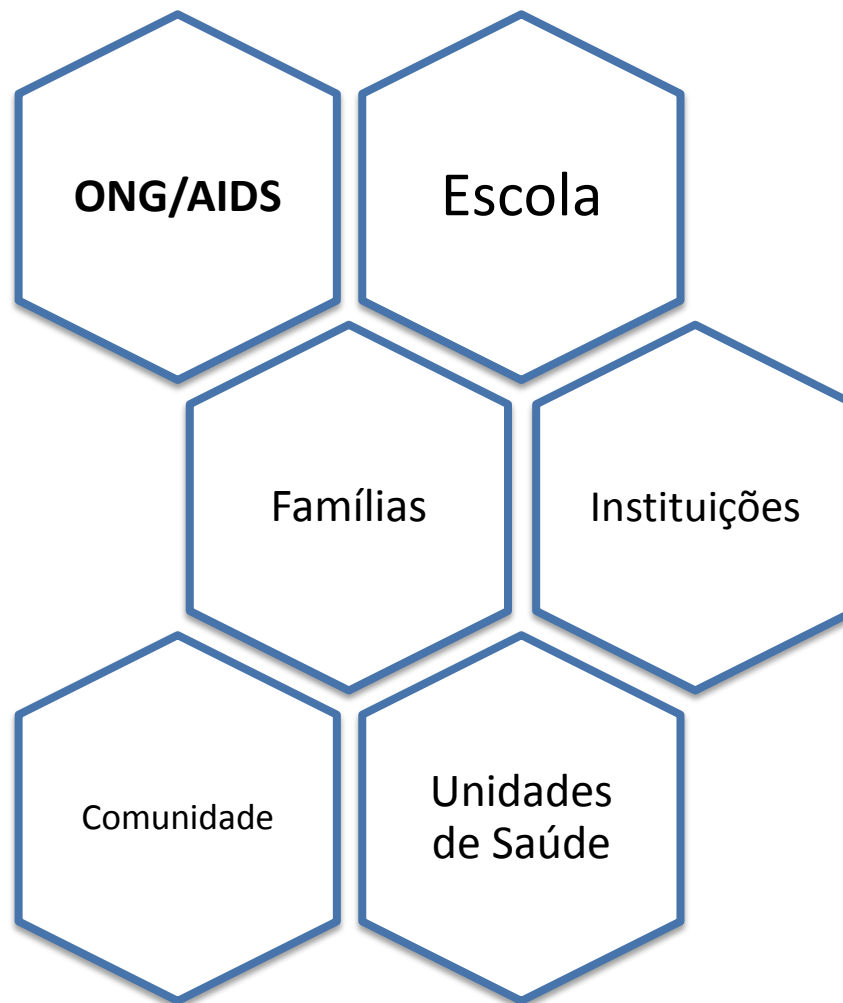 ONG/AIDS
Escola
Famílias
Instituições
Comunidade
Unidades
de Saúde